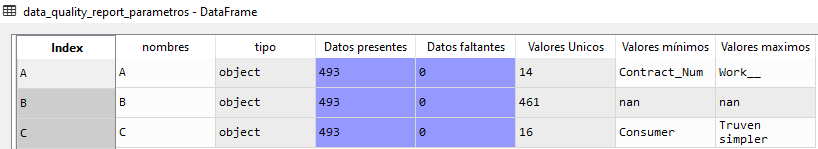 data_quality_report_parametros - DataFrame
Index nombres tipo Datos presentes Datos faltantes Valores Unicos Valores mínimos Valores maximos
A A object 493 0 14 Contract_Num Work__
B B object 493 0 461 nan nan
C C object 493 0 16 Consumer Truven
simpler